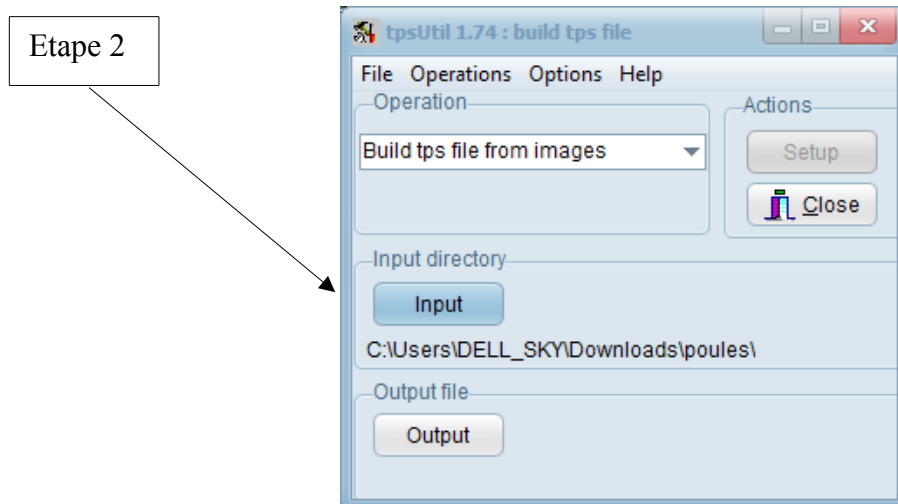 Etape 2
tpsUtil 1.74 : build tps file
File Operations Options Help
Operation
Actions
Build tps file from images
Setup
Close
Input directory
Input
C:\Users\DELL_SKY\Downloads\poules\
Output file
Output